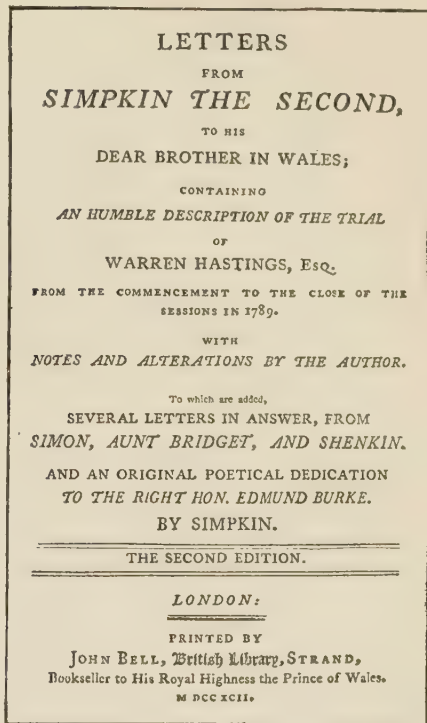 LETTERS
FROM
SIMPKIN THE SECOND,
TO HIS
DEAR BROTHER IN WALES;
CONTAINING
AN HUMBLE DESCRIPTION OF THE TRIAL
OF
WARREN HASTINGS, Esq.
FROM THE COMMENCEMENT TO THE CLOSE OF THE
SESSIONS IN 1789.
WITH
NOTES AND ALTERATIONS BY THE AUTHOR.
To which are added,
SEVERAL LETTERS IN ANSWER, FROM
SIMON, AUNT BRIDGET, AND SHENKIN.
AND AN ORIGINAL POETICAL DEDICATION
TO THE RIGHT HON. EDMUND BURKE.
BY SIMPKIN.
THE SECOND EDITION.
LONDON:
PRINTED BY
JOHN BELL, British Library, STRAND,
Bookseller to His Royal Highness the Prince of Wales.
M DCC XCII.